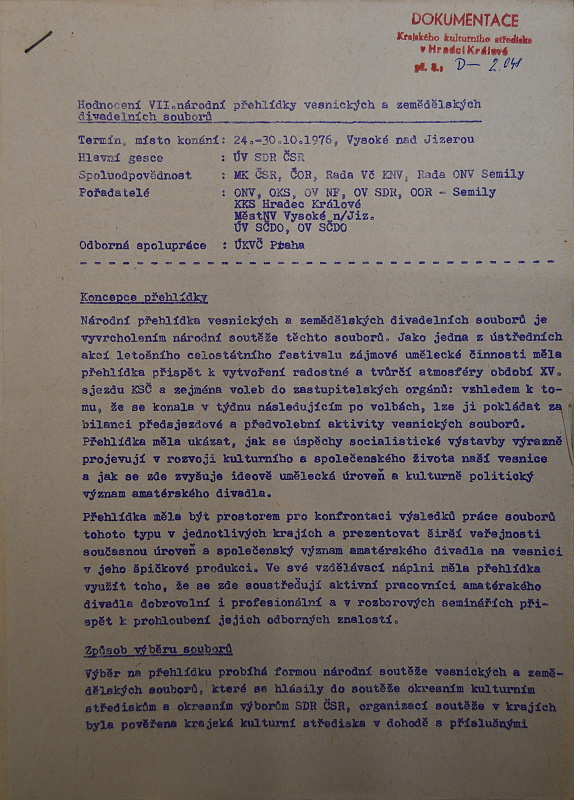 DOKUMENTACE
Krajského kulturního střediska
v Hradci Králové
př. č.: D— 2.041
Hodnocení VII.národní přehlídky vesnických a zemědělských
divadelních souborů
Termín, místo konání: 24.-30.10.1976, Vysoké nad Jizerou
Hlavní gesce : ÚV SDR ČSR
Spoluodpovědnost : MK ČSR, ČOR, Rada Vč KNV, Rada ONV Semily
Pořadatelé : ONV, OKS, OV NF, OV SDR, OOR - Semily
KKS Hradec Králové
MěstNV Vysoké n/Jiz.
ÚV SČDO, OV SČDO
Odborná spolupráce : ÚKVČ Praha
Koncepce přehlídky
Národní přehlídka vesnických a zemědělských divadelních souborů je
vyvrcholením národní soutěže těchto souborů. Jako jedna z ústředních
akcí letošního celostátního festivalu zájmové umělecké činnosti měla
přehlídka přispět k vytvoření radostné a tvůrčí atmosféry období XV.
sjezdu KSČ a zejména voleb do zastupitelských orgánů: vzhledem k to-
mu, že se konala v týdnu následujícím po volbách, lze ji pokládat za
bilanci předsjezdové a předvolební aktivity vesnických souborů.
Přehlídka měla ukázat, jak se úspěchy socialistické výstavby výrazně
projevují v rozvoji kulturního a společenského života naší vesnice
a jak se zde zvyšuje ideově umělecká úroveň a kulturně politický
význam amatérského divadla.
Přehlídka měla být prostorem pro konfrontaci výsledků práce souborů
tohoto typu v jednotlivých krajích a prezentovat širší veřejnosti
současnou úroveň a společenský význam amatérského divadla na vesnici
v jeho špičkové produkci. Ve své vzdělávací náplni měla přehlídka
využít toho, že se zde soustřeďují aktivní pracovníci amatérského
divadla dobrovolní i profesionální a v rozborových seminářích při-
spět k prohloubení jejich odborných znalostí.
Způsob výběru souborů
Výběr na přehlídku probíhá formou národní soutěže vesnických a země-
dělských souborů, které se hlásily do soutěže okresním kulturním
střediskům a okresním výborům SDR ČSR, organizací soutěže v krajích
byla pověřena krajská kulturní střediska v dohodě s příslušnými